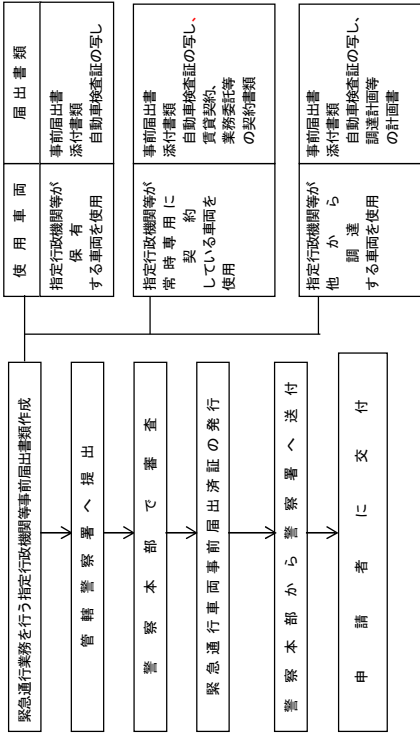 緊急通行業務を行う指定行政機関等事前届出書類作成
管轄警察署へ提出
警察本部で審査
緊急通行車両事前届出済証の発行
警察本部から警察署へ送付
申請者に交付
使用車両
届出書類
指定行政機関等が
保有
する車両を使用
事前届出書
添付書類
自動車検査証の写し
指定行政機関等が
常時専用に
契約
している車両を
使用
事前届出書
添付書類
自動車検査証の写し、
賃貸契約、
業務委託等
の契約書類
指定行政機関等が
他から
調達
する車両を使用
事前届出書
添付書類
自動車検査証の写し、
調達計画等
の計画書